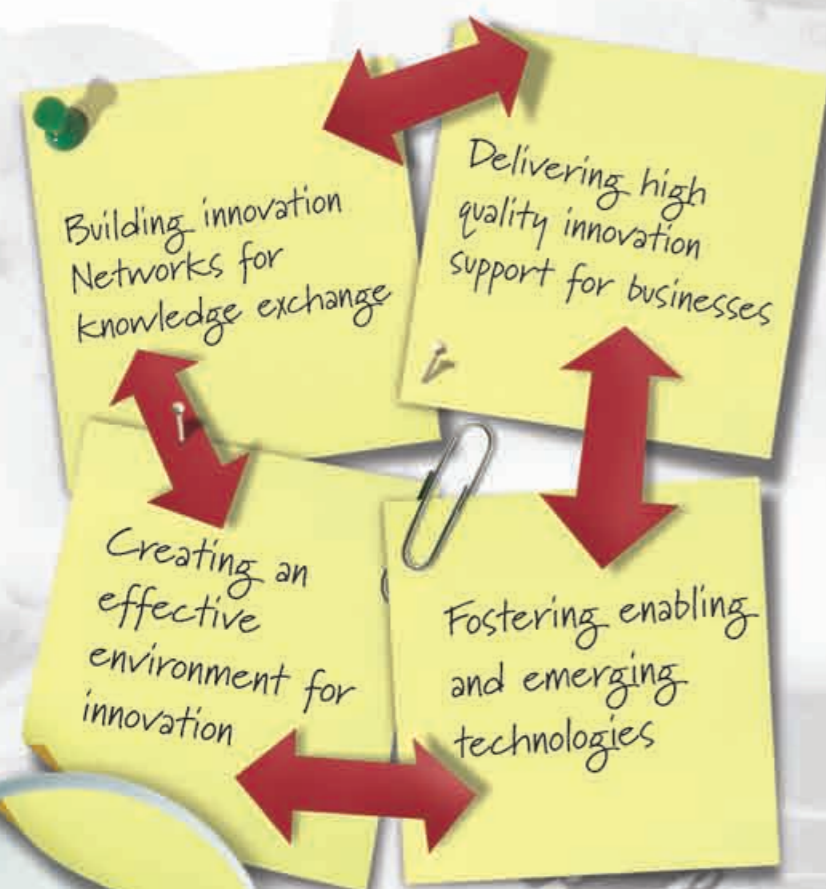 Building innovation
Networks for
knowledge exchange
Delivering high
quality innovation
support for businesses
Creating an
effective
environment for
innovation
Fostering enabling
and emerging
technologies